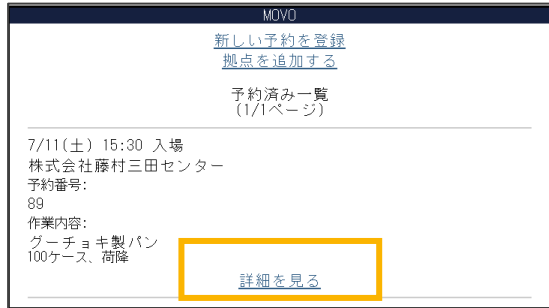 MOVO
新しい予約を登録
拠点を追加する
予約済み一覧
(1/1ページ)
7/11(土) 15:30 入場
株式会社藤村三田センター
予約番号:
89
作業内容:
グーチョキ製パン
100ケース、荷降
詳細を見る